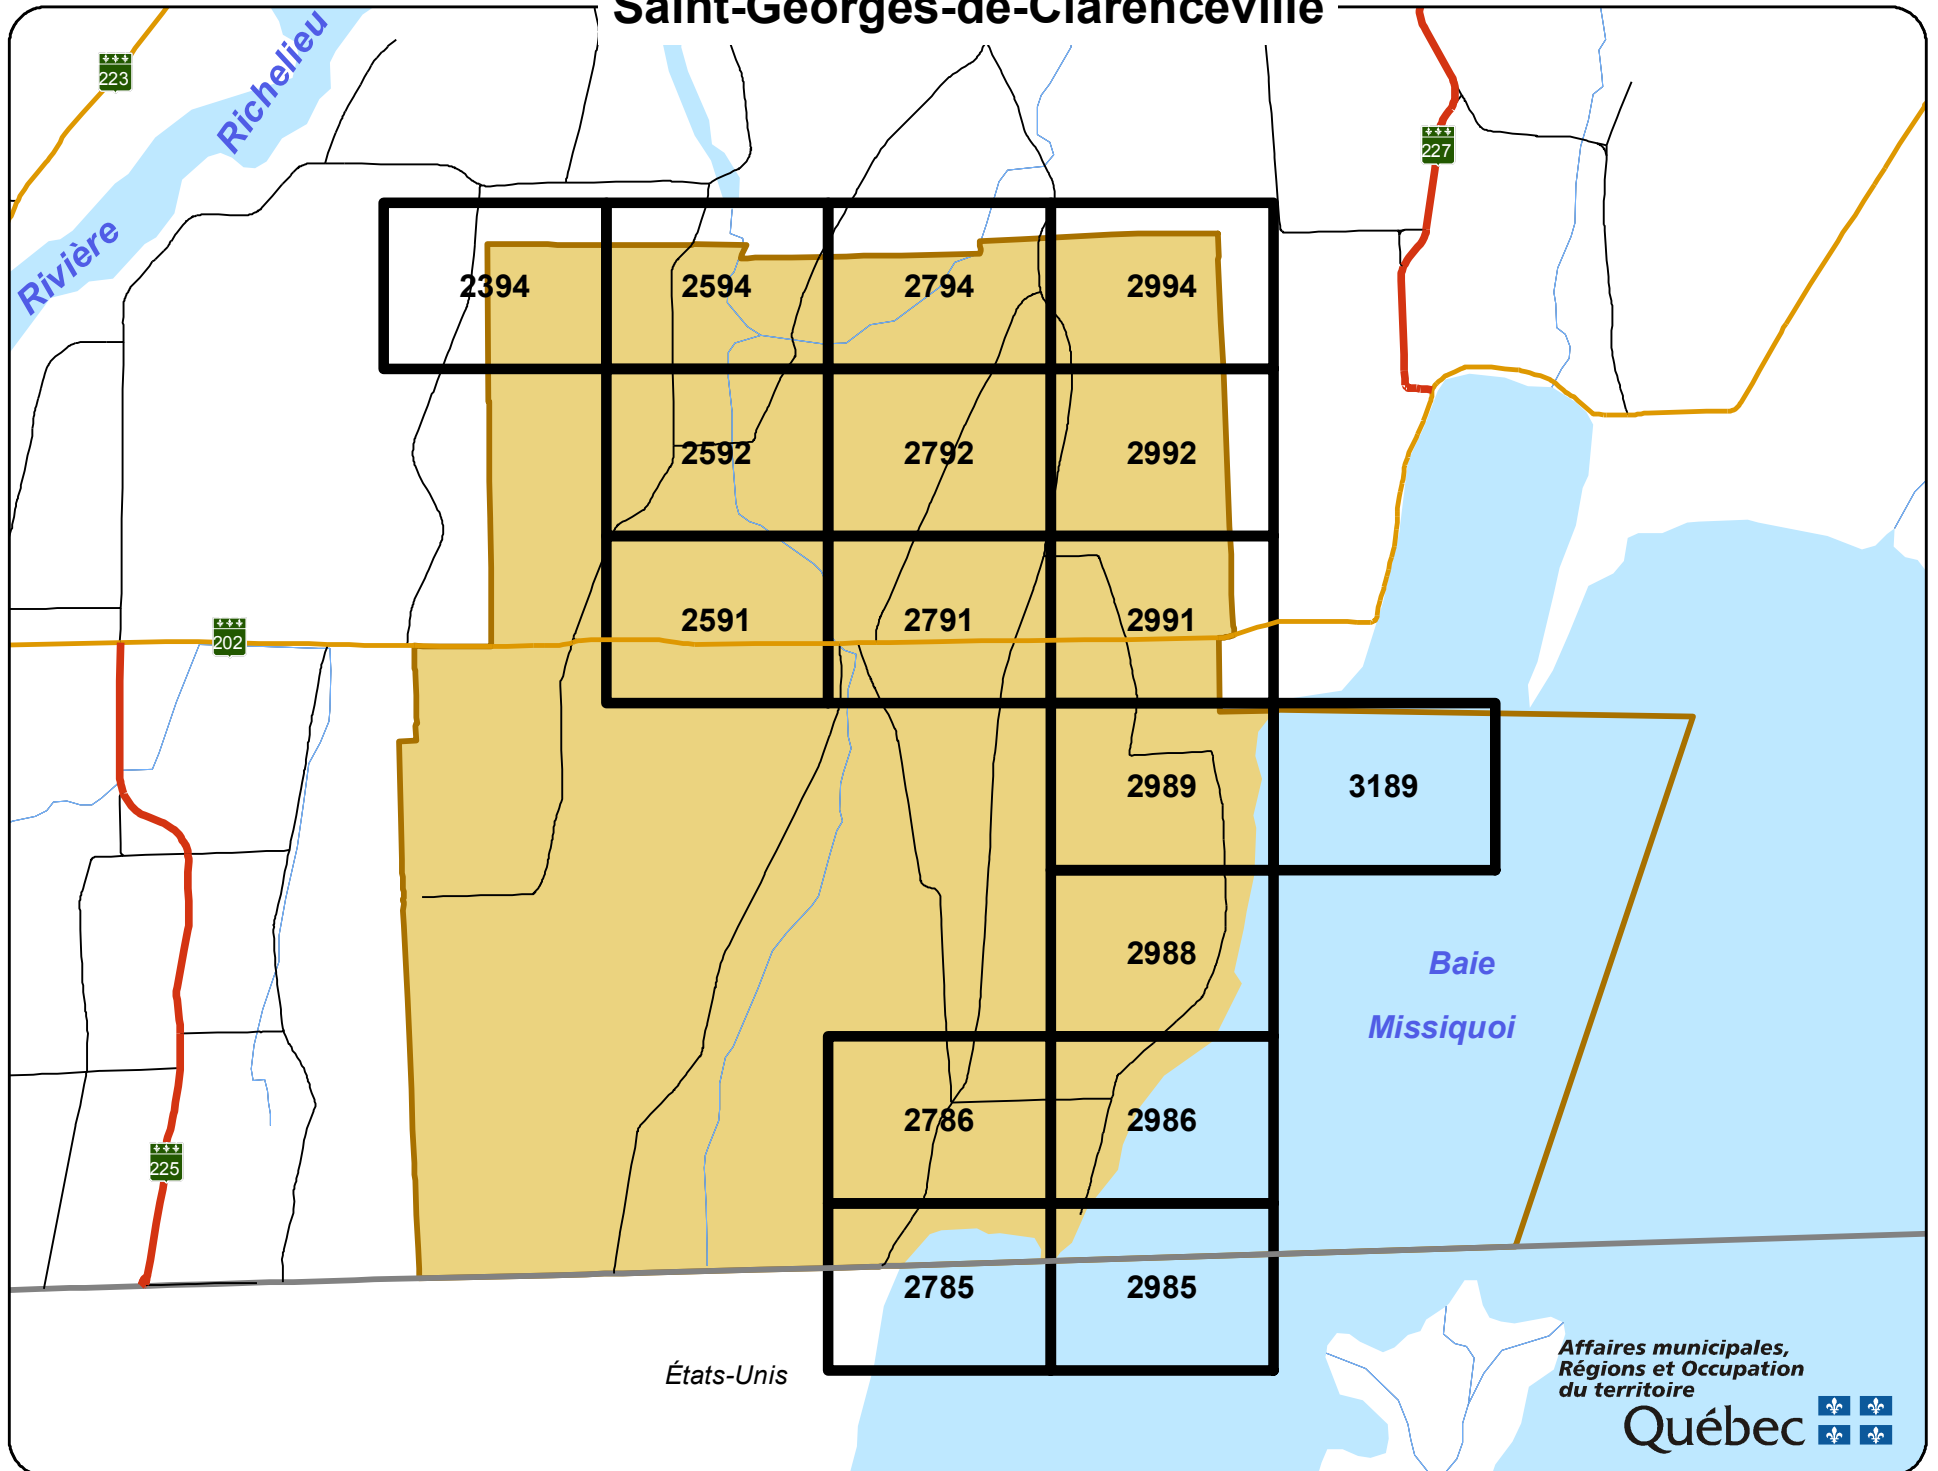 Saint-Georges-de-Clarenceville
223
Richelieu
Rivière
227
2394
2594
2794
2994
2592
2792
2992
202
2591
2791
2991
2989
3189
2988
Baie
Missiquoi
225
2786
2986
2785
2985
États-Unis
Affaires municipales,
Régions et Occupation
du territoire
Québec